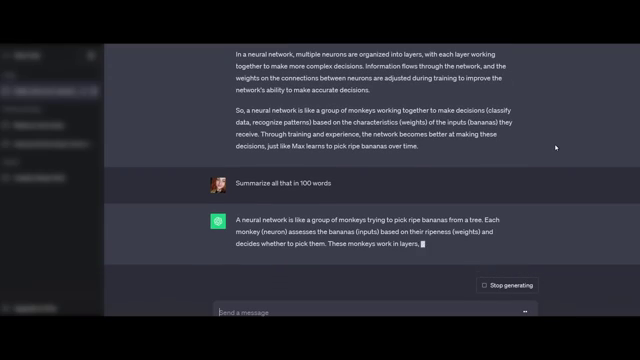 In a neural network, multiple neurons are organized into layers, with each layer working
together to make more complex decisions. Information flows through the network, and the
weights on the connections between neurons are adjusted during training to improve the
network's ability to make accurate decisions.
So, a neural network is like a group of monkeys working together to make decisions (classify
data, recognize patterns) based on the characteristics (weights) of the inputs (bananas) they
receive. Through training and experience, the network becomes better at making these
decisions, just like Max learns to pick ripe bananas over time.
Summarize all that in 100 words
A neural network is like a group of monkeys trying to pick ripe bananas from a tree. Each
monkey (neuron) assesses the bananas (inputs) based on their ripeness (weights) and
decides whether to pick them. These monkeys work in layers,
Stop generating
Send a message